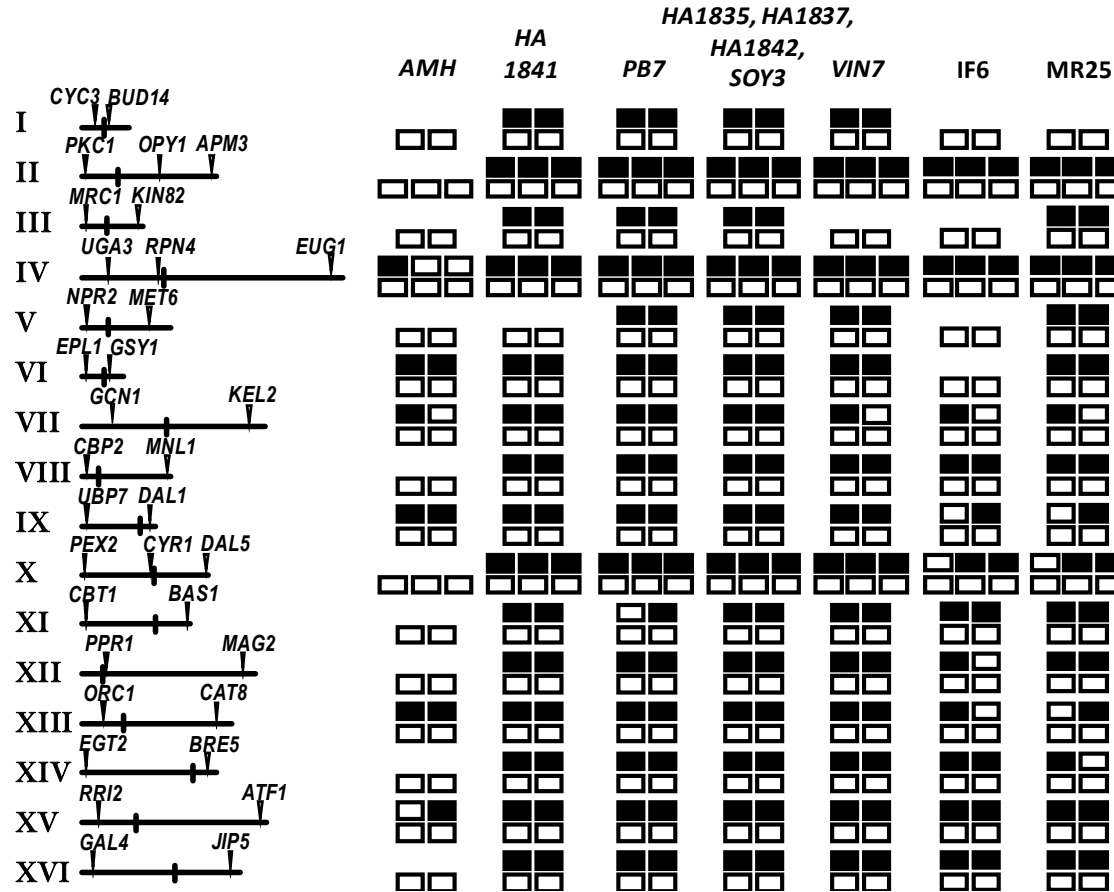 HA1835, HA1837,
HA
HA1842,
AMH 1841 PB7 SOY3 VIN7 IF6 MR25
CYC3 BUD14
I
PKC1 OPY1 APM3
II
MRC1 KIN82
III
UGA3 RPN4 EUG1
IV
NPR2 MET6
V
EPL1 GSY1
VI
GCN1 KEL2
VII
CBP2 MNL1
VIII
UBP7 DAL1
IX
PEX2 CYR1 DAL5
X
CBT1 BAS1
XI
PPR1 MAG2
XII
ORC1 CAT8
XIII
EGT2 BRE5
XIV
RRI2 ATF1
XV
GAL4 JIP5
XVI